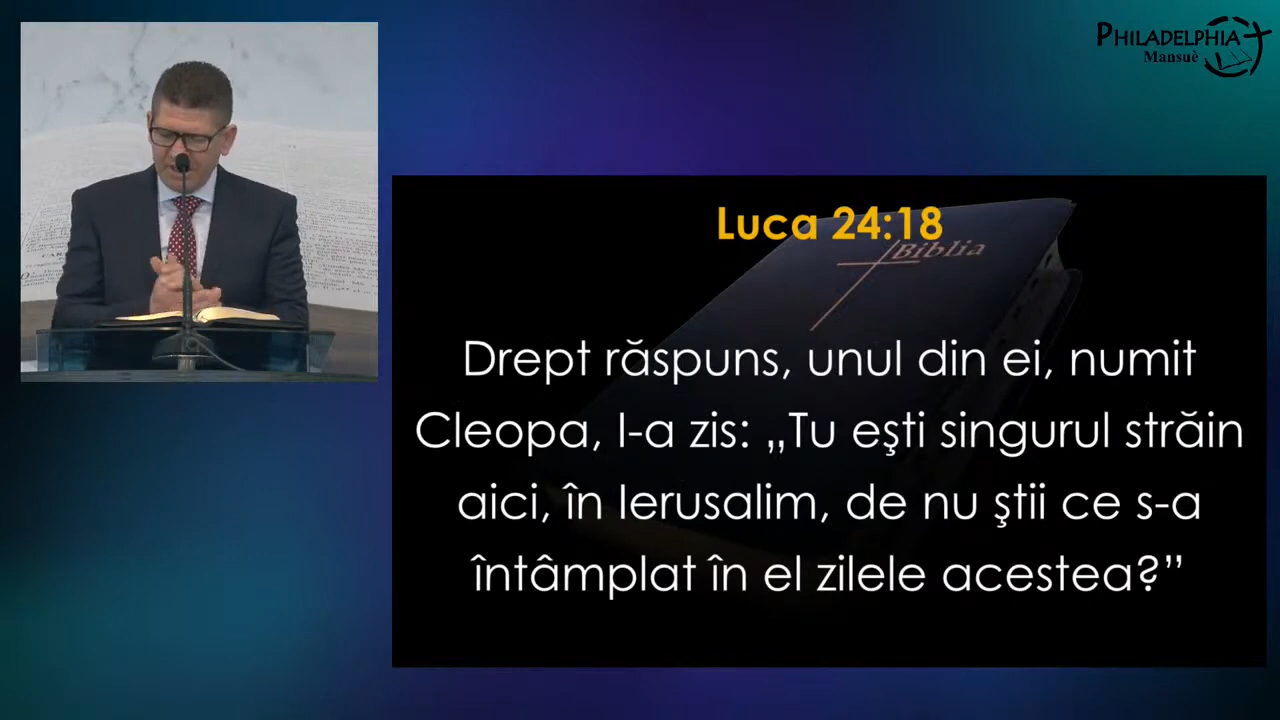 PHILADELPHIA
Mansuè
Luca 24:18
Biblia
Drept răspuns, unul din ei, numit
Cleopa, I-a zis: „Tu eşti singurul străin
aici, în Ierusalim, de nu ştii ce s-a
întâmplat în el zilele acestea?”